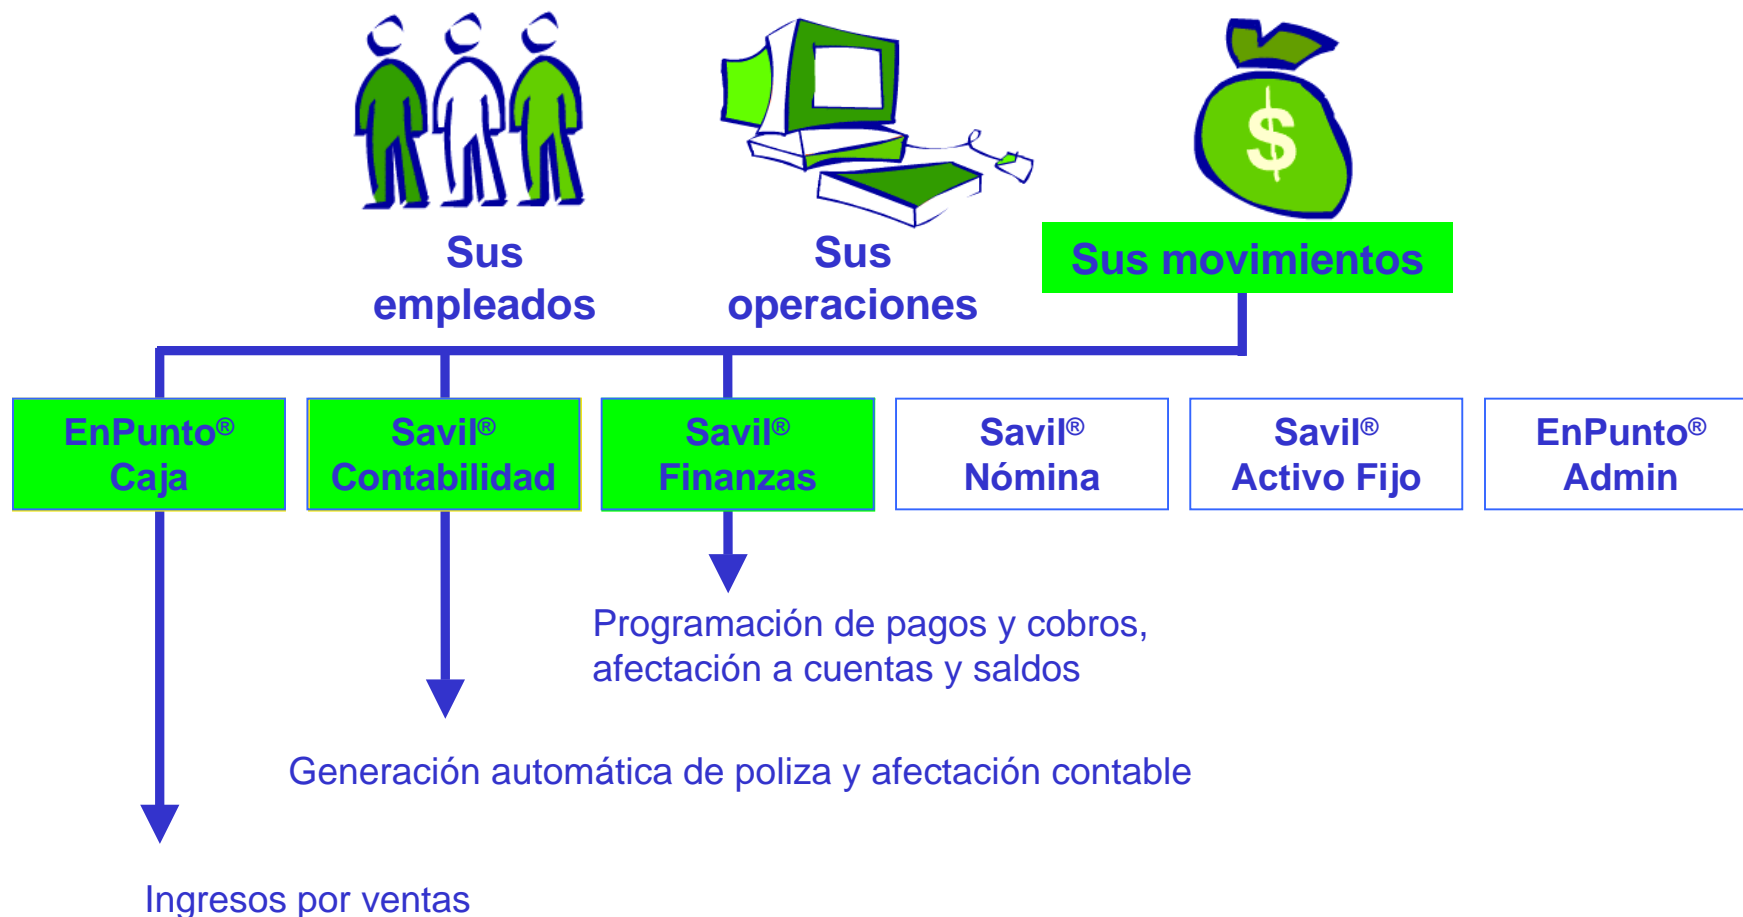 $
Sus
empleados
Sus
operaciones
Sus movimientos
EnPunto®
Caja
Savil®
Contabilidad
Savil®
Finanzas
Savil®
Nómina
Savil®
Activo Fijo
EnPunto®
Admin
Programación de pagos y cobros,
afectación a cuentas y saldos
Generación automática de poliza y afectación contable
Ingresos por ventas